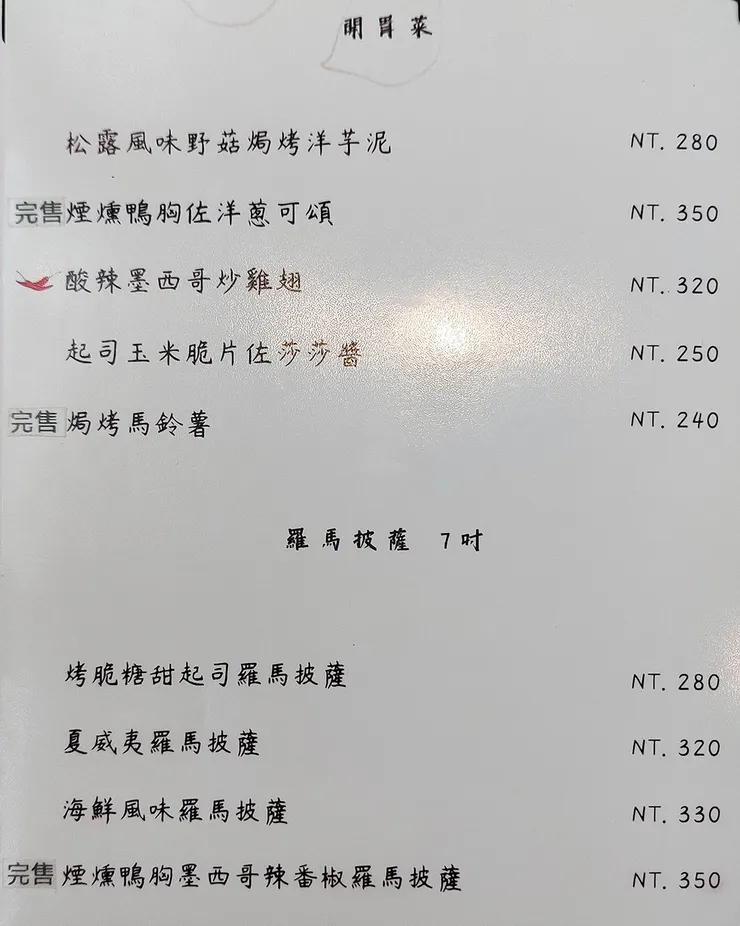 開胃菜
松露風味野菇焗烤洋芋泥 NT. 280
完售 煙燻鴨胸佐洋蔥可頌 NT. 350
酸辣墨西哥炒雞翅 NT. 320
起司玉米脆片佐莎莎醬 NT. 250
完售 焗烤馬鈴薯 NT. 240
羅馬披薩 7吋
烤脆糖甜起司羅馬披薩 NT. 280
夏威夷羅馬披薩 NT. 320
海鮮風味羅馬披薩 NT. 330
完售 煙燻鴨胸墨西哥辣番椒羅馬披薩 NT. 350